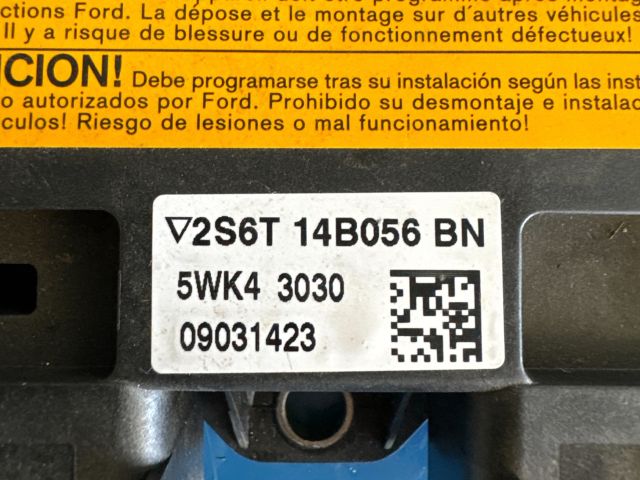 ctions Ford. La dépose et le montage sur d'autres véhicules
Il y a risque de blessure ou de fonctionnement défectueux!
NCION! Debe programarse tras su instalación según las inst
o autorizados por Ford. Prohibido su desmontaje e instalac
culos! Riesgo de lesiones o mal funcionamiento!
▽2S6T 14B056 BN
5WK4 3030
09031423